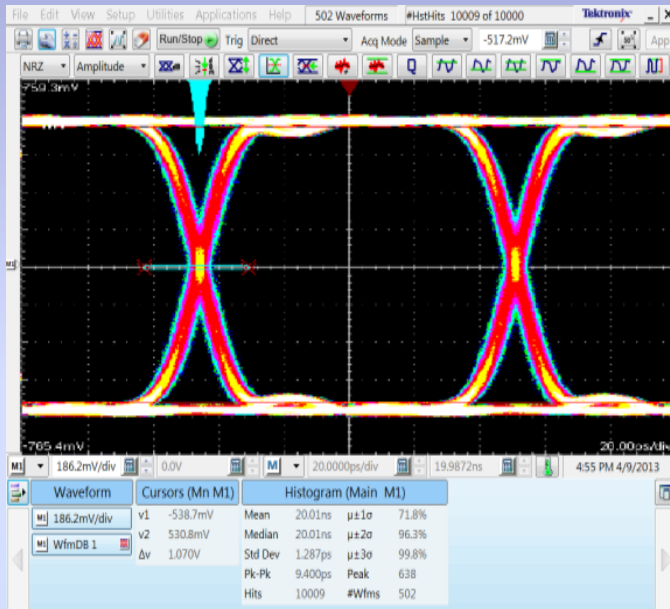 File Edit View Setup Utilities Applications Help 502 Waveforms #HstHits 10009 of 10000 Tektronix
Run/Stop Trig Direct Acq Mode Sample -517.2mV App
NRZ Amplitude Q
759.3mV
M1
-765.4mV 20.00ps/div
M1 186.2mV/div 0.0V M 20.0000ps/div 19.9872ns 4:55 PM 4/9/2013
Waveform Cursors (Mn M1) Histogram (Main M1)
M1 186.2mV/div v1 -538.7mV Mean 20.01ns µ±1σ 71.8%
v2 530.8mV Median 20.01ns µ±2σ 96.3%
M1 WfmDB 1 Δv 1.070V Std Dev 1.287ps µ±3σ 99.8%
Pk-Pk 9.400ps Peak 638
Hits 10009 #Wfms 502